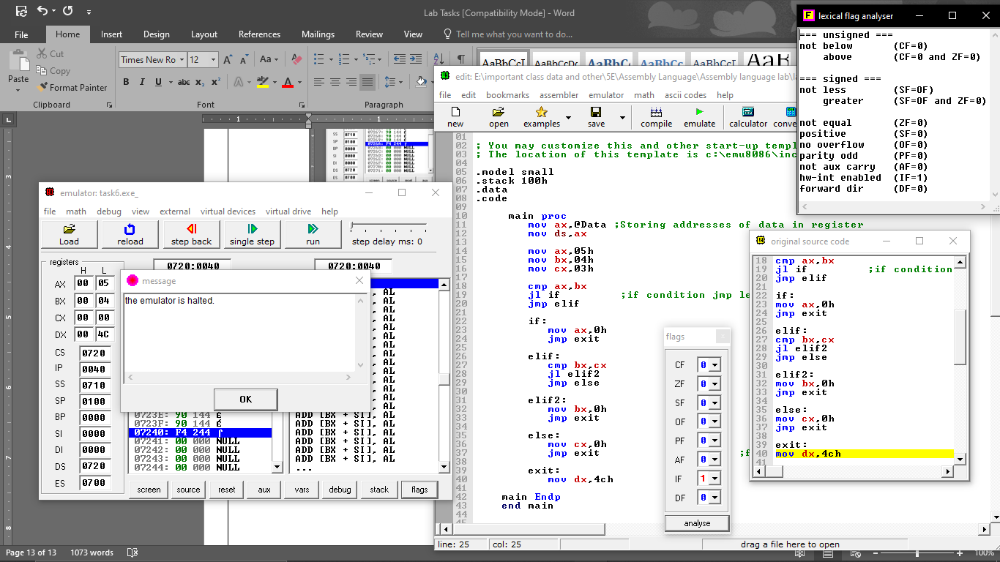 Lab Tasks [Compatibility Mode] - Word
File Home Insert Design Layout References Mailings Review View Tell me what you want to do...
Paste
Cut
Copy
Format Painter
Clipboard
Times New Ro 12
Font
Paragraph
lexical flag analyser
=== unsigned ===
not below (CF=0)
above (CF=0 and ZF=0)
=== signed ===
not less (SF=OF)
greater (SF=OF and ZF=0)
not equal (ZF=0)
positive (SF=0)
no overflow (OF=0)
parity odd (PF=0)
not aux carry (AF=0)
hw-int enabled (IF=1)
forward dir (DF=0)
edit: E:\important class data and other\5E\Assembly Language\Assembly language lab\la
file edit bookmarks assembler emulator math ascii codes help
new open examples save compile emulate calculator conve
01
02 ; You may customize this and other start-up templ
03 ; The location of this template is c:\emu8086\inc
04
05 .model small
06 .stack 100h
07 .data
08 .code
09
10 main proc
11 mov ax,@Data ;Storing addresses of data in register
12 mov ds,ax
13
14 mov ax,05h
15 mov bx,04h
16 mov cx,03h
17
18 cmp ax,bx
19 jl if ;if condition jmp le
20 jmp elif
21
22 if:
23 mov ax,0h
24 jmp exit
25
26 elif:
27 cmp bx,cx
28 jl elif2
29 jmp else
30
31 elif2:
32 mov bx,0h
33 jmp exit
34
35 else:
36 mov cx,0h
37 jmp exit
38
39 exit:
40 mov dx,4ch
41
42 main Endp
43 end main
44
line: 25 col: 25 drag a file here to open
original source code
18 cmp ax,bx
19 jl if ;if condition
20 jmp elif
21
22 if:
23 mov ax,0h
24 jmp exit
25
26 elif:
27 cmp bx,cx
28 jl elif2
29 jmp else
30
31 elif2:
32 mov bx,0h
33 jmp exit
34
35 else:
36 mov cx,0h
37 jmp exit
38
39 exit:
40 mov dx,4ch
41
flags
CF 0
ZF 0
SF 0
OF 0
PF 0
AF 0
IF 1
DF 0
analyse
emulator: task6.exe_
file math debug view external virtual devices virtual drive help
Load reload step back single step run step delay ms: 0
registers
H L
0720:0040 0720:0040
AX 00 05
BX 00 04
CX 00 00
DX 00 4C
CS 0720
IP 0040
SS 0710
SP 0100
BP 0000
SI 0000
DI 0000
DS 0720
ES 0700
message
the emulator is halted.
OK
0723E: 90 144 É ADD [BX + SI], AL
0723F: 90 144 É ADD [BX + SI], AL
07240: F4 244 ⌠ ADD [BX + SI], AL
07241: 00 000 NULL ADD [BX + SI], AL
07242: 00 000 NULL ADD [BX + SI], AL
07243: 00 000 NULL ADD [BX + SI], AL
07244: 00 000 NULL ...
screen source reset aux vars debug stack flags
Page 13 of 13 1073 words 100%